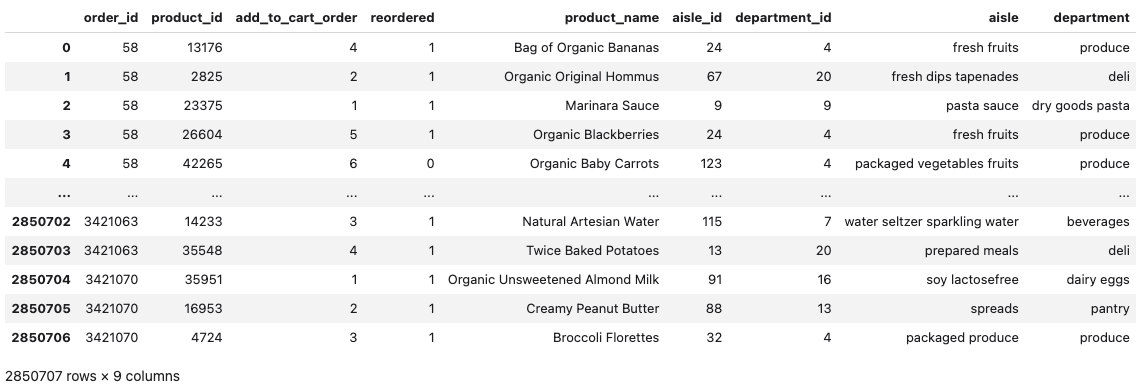 order_id product_id add_to_cart_order reordered product_name aisle_id department_id aisle department
0 58 13176 4 1 Bag of Organic Bananas 24 4 fresh fruits produce
1 58 2825 2 1 Organic Original Hommus 67 20 fresh dips tapenades deli
2 58 23375 1 1 Marinara Sauce 9 9 pasta sauce dry goods pasta
3 58 26604 5 1 Organic Blackberries 24 4 fresh fruits produce
4 58 42265 6 0 Organic Baby Carrots 123 4 packaged vegetables fruits produce
... ... ... ... ... ... ... ... ... ...
2850702 3421063 14233 3 1 Natural Artesian Water 115 7 water seltzer sparkling water beverages
2850703 3421063 35548 4 1 Twice Baked Potatoes 13 20 prepared meals deli
2850704 3421070 35951 1 1 Organic Unsweetened Almond Milk 91 16 soy lactosefree dairy eggs
2850705 3421070 16953 2 1 Creamy Peanut Butter 88 13 spreads pantry
2850706 3421070 4724 3 1 Broccoli Florettes 32 4 packaged produce produce
2850707 rows × 9 columns